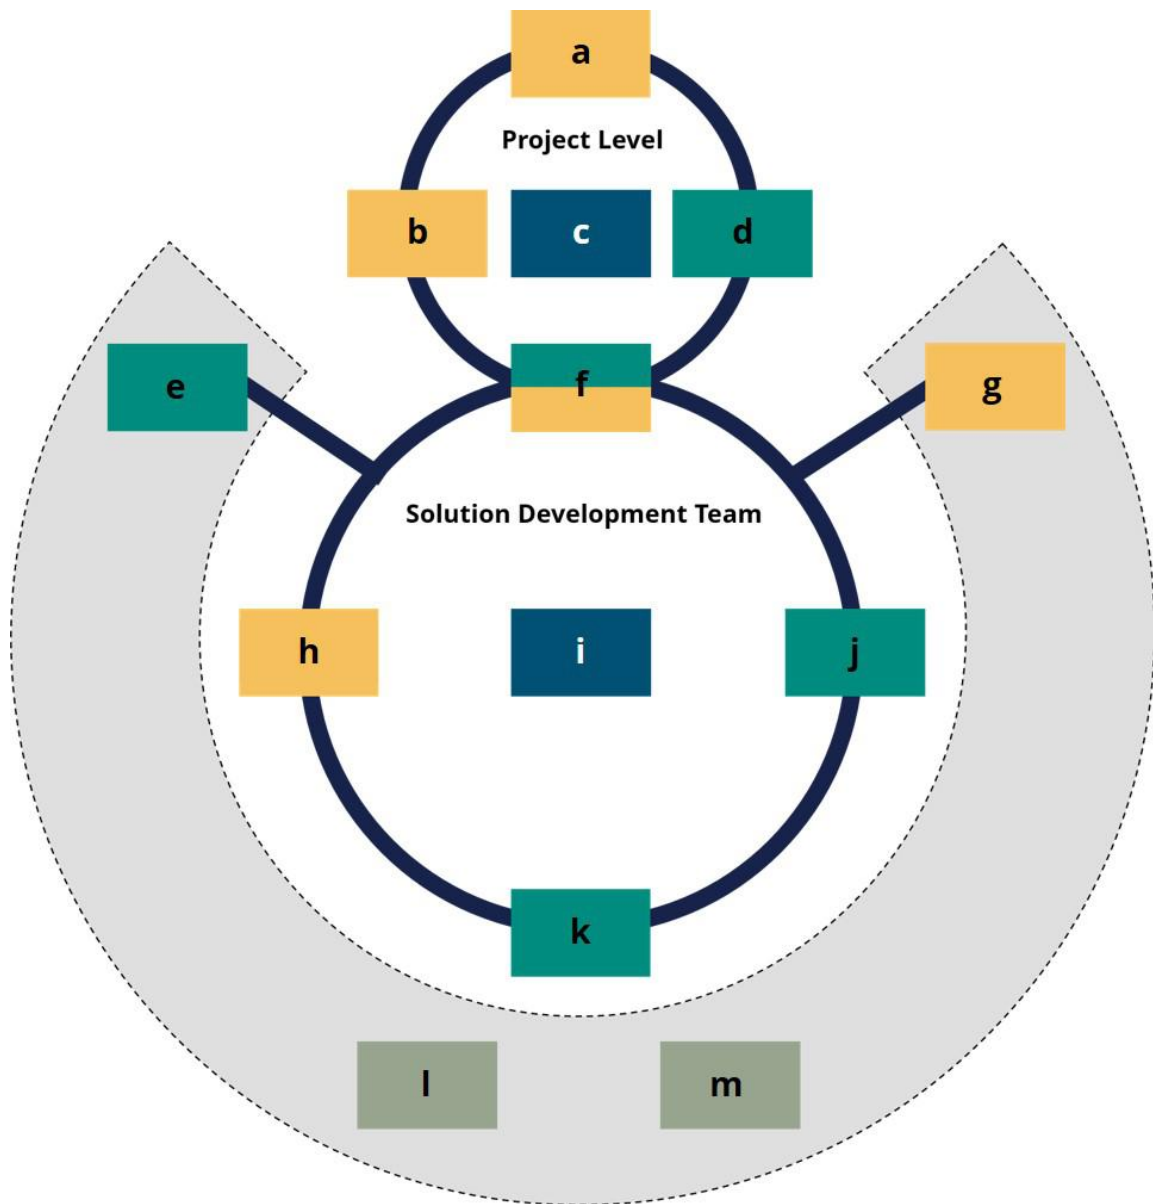 a
Project Level
b c d
e f g
Solution Development Team
h i j
k
l m